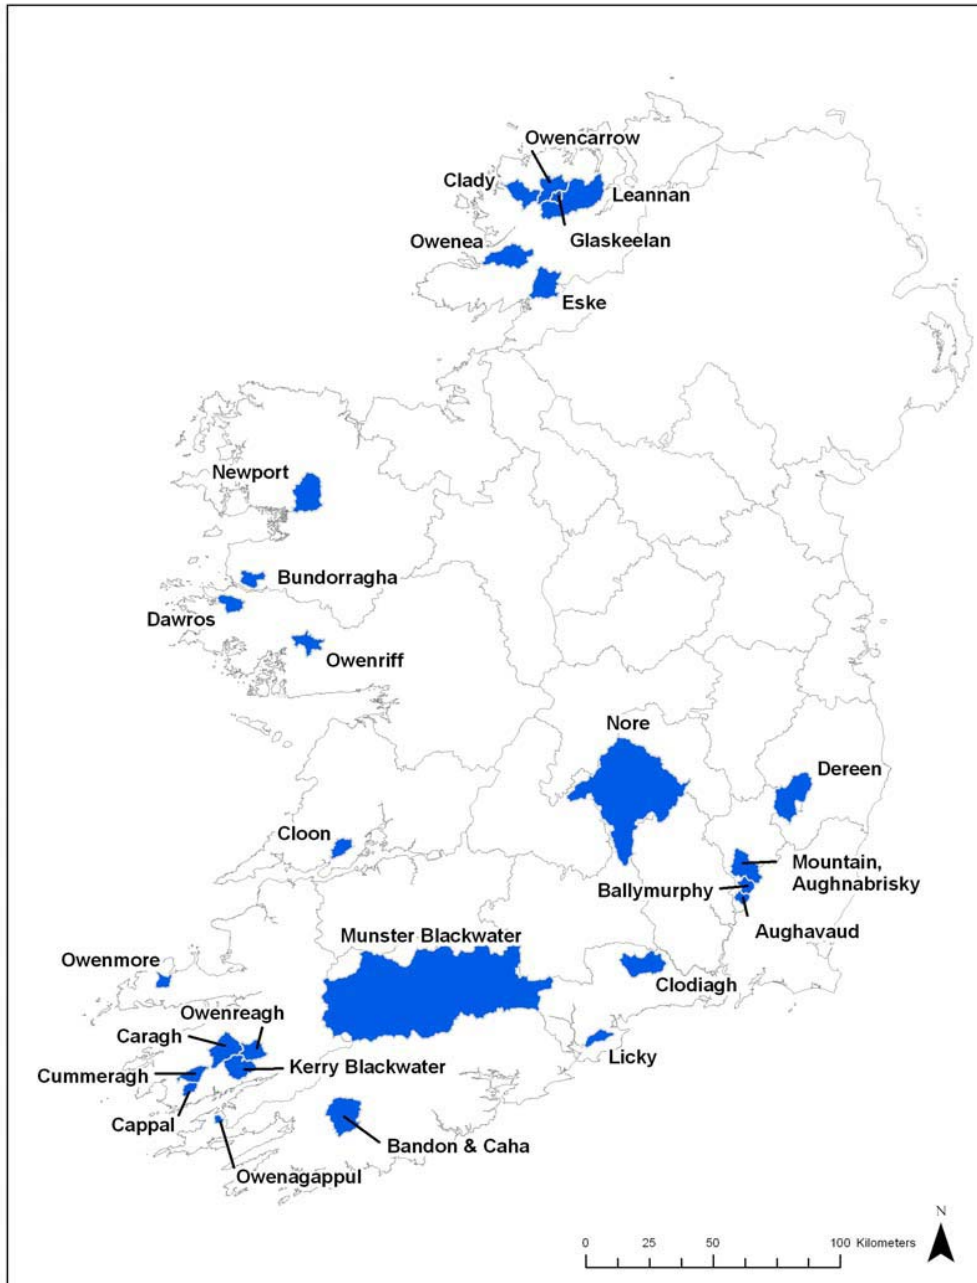 Owencarrow
Clady
Leannan
Glaskeelan
Owenea
Eske
Newport
Bundorragha
Dawros
Owenriff
Nore
Dereen
Cloon
Mountain,
Aughnabrisky
Ballymurphy
Aughavaud
Munster Blackwater
Owenmore
Clodiagh
Owenreagh
Caragh
Licky
Kerry Blackwater
Cummeragh
Cappal
Bandon & Caha
Owenagappul
N
0 25 50 100 Kilometers